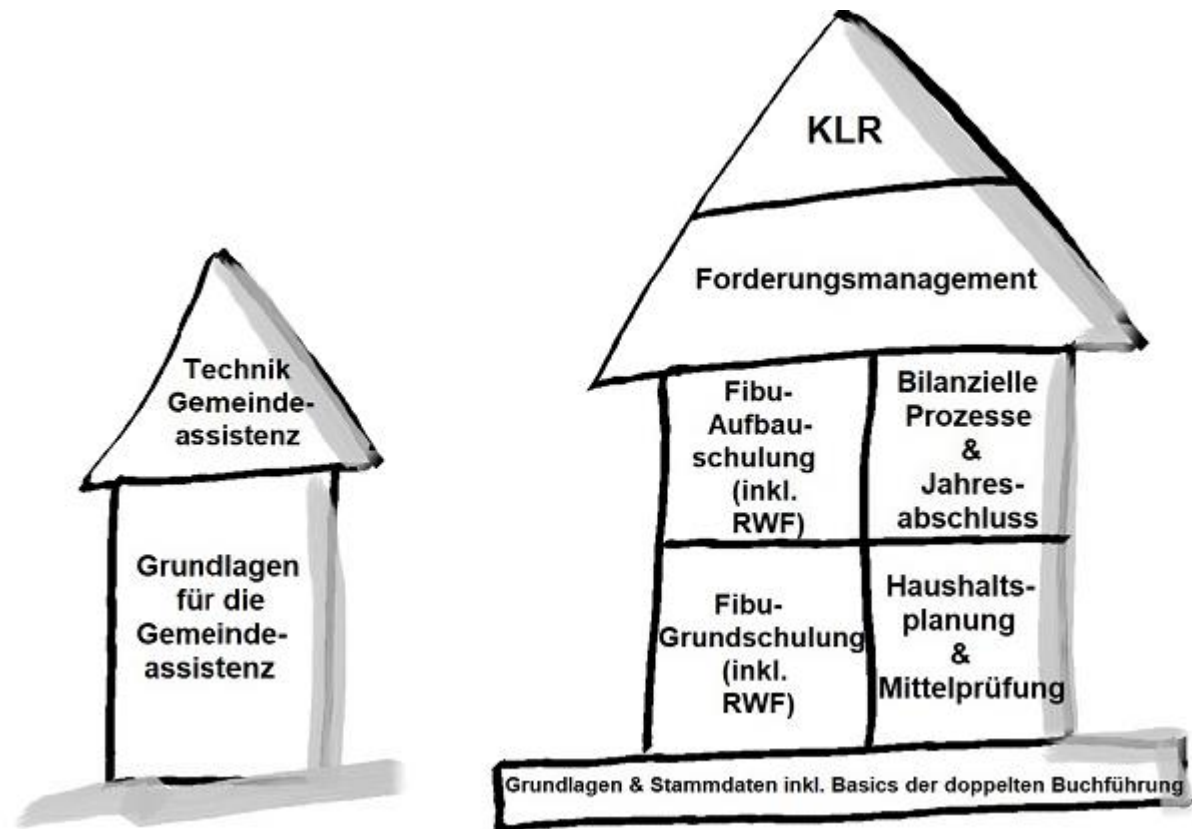 Technik
Gemeinde-
assistenz
Grundlagen
für die
Gemeinde-
assistenz
KLR
Forderungsmanagement
Fibu-
Aufbau-
schulung
(inkl.
RWF)
Bilanzielle
Prozesse
&
Jahres-
abschluss
Fibu-
Grundschulung
(inkl.
RWF)
Haushalts-
planung
&
Mittelprüfung
Grundlagen & Stammdaten inkl. Basics der doppelten Buchführung